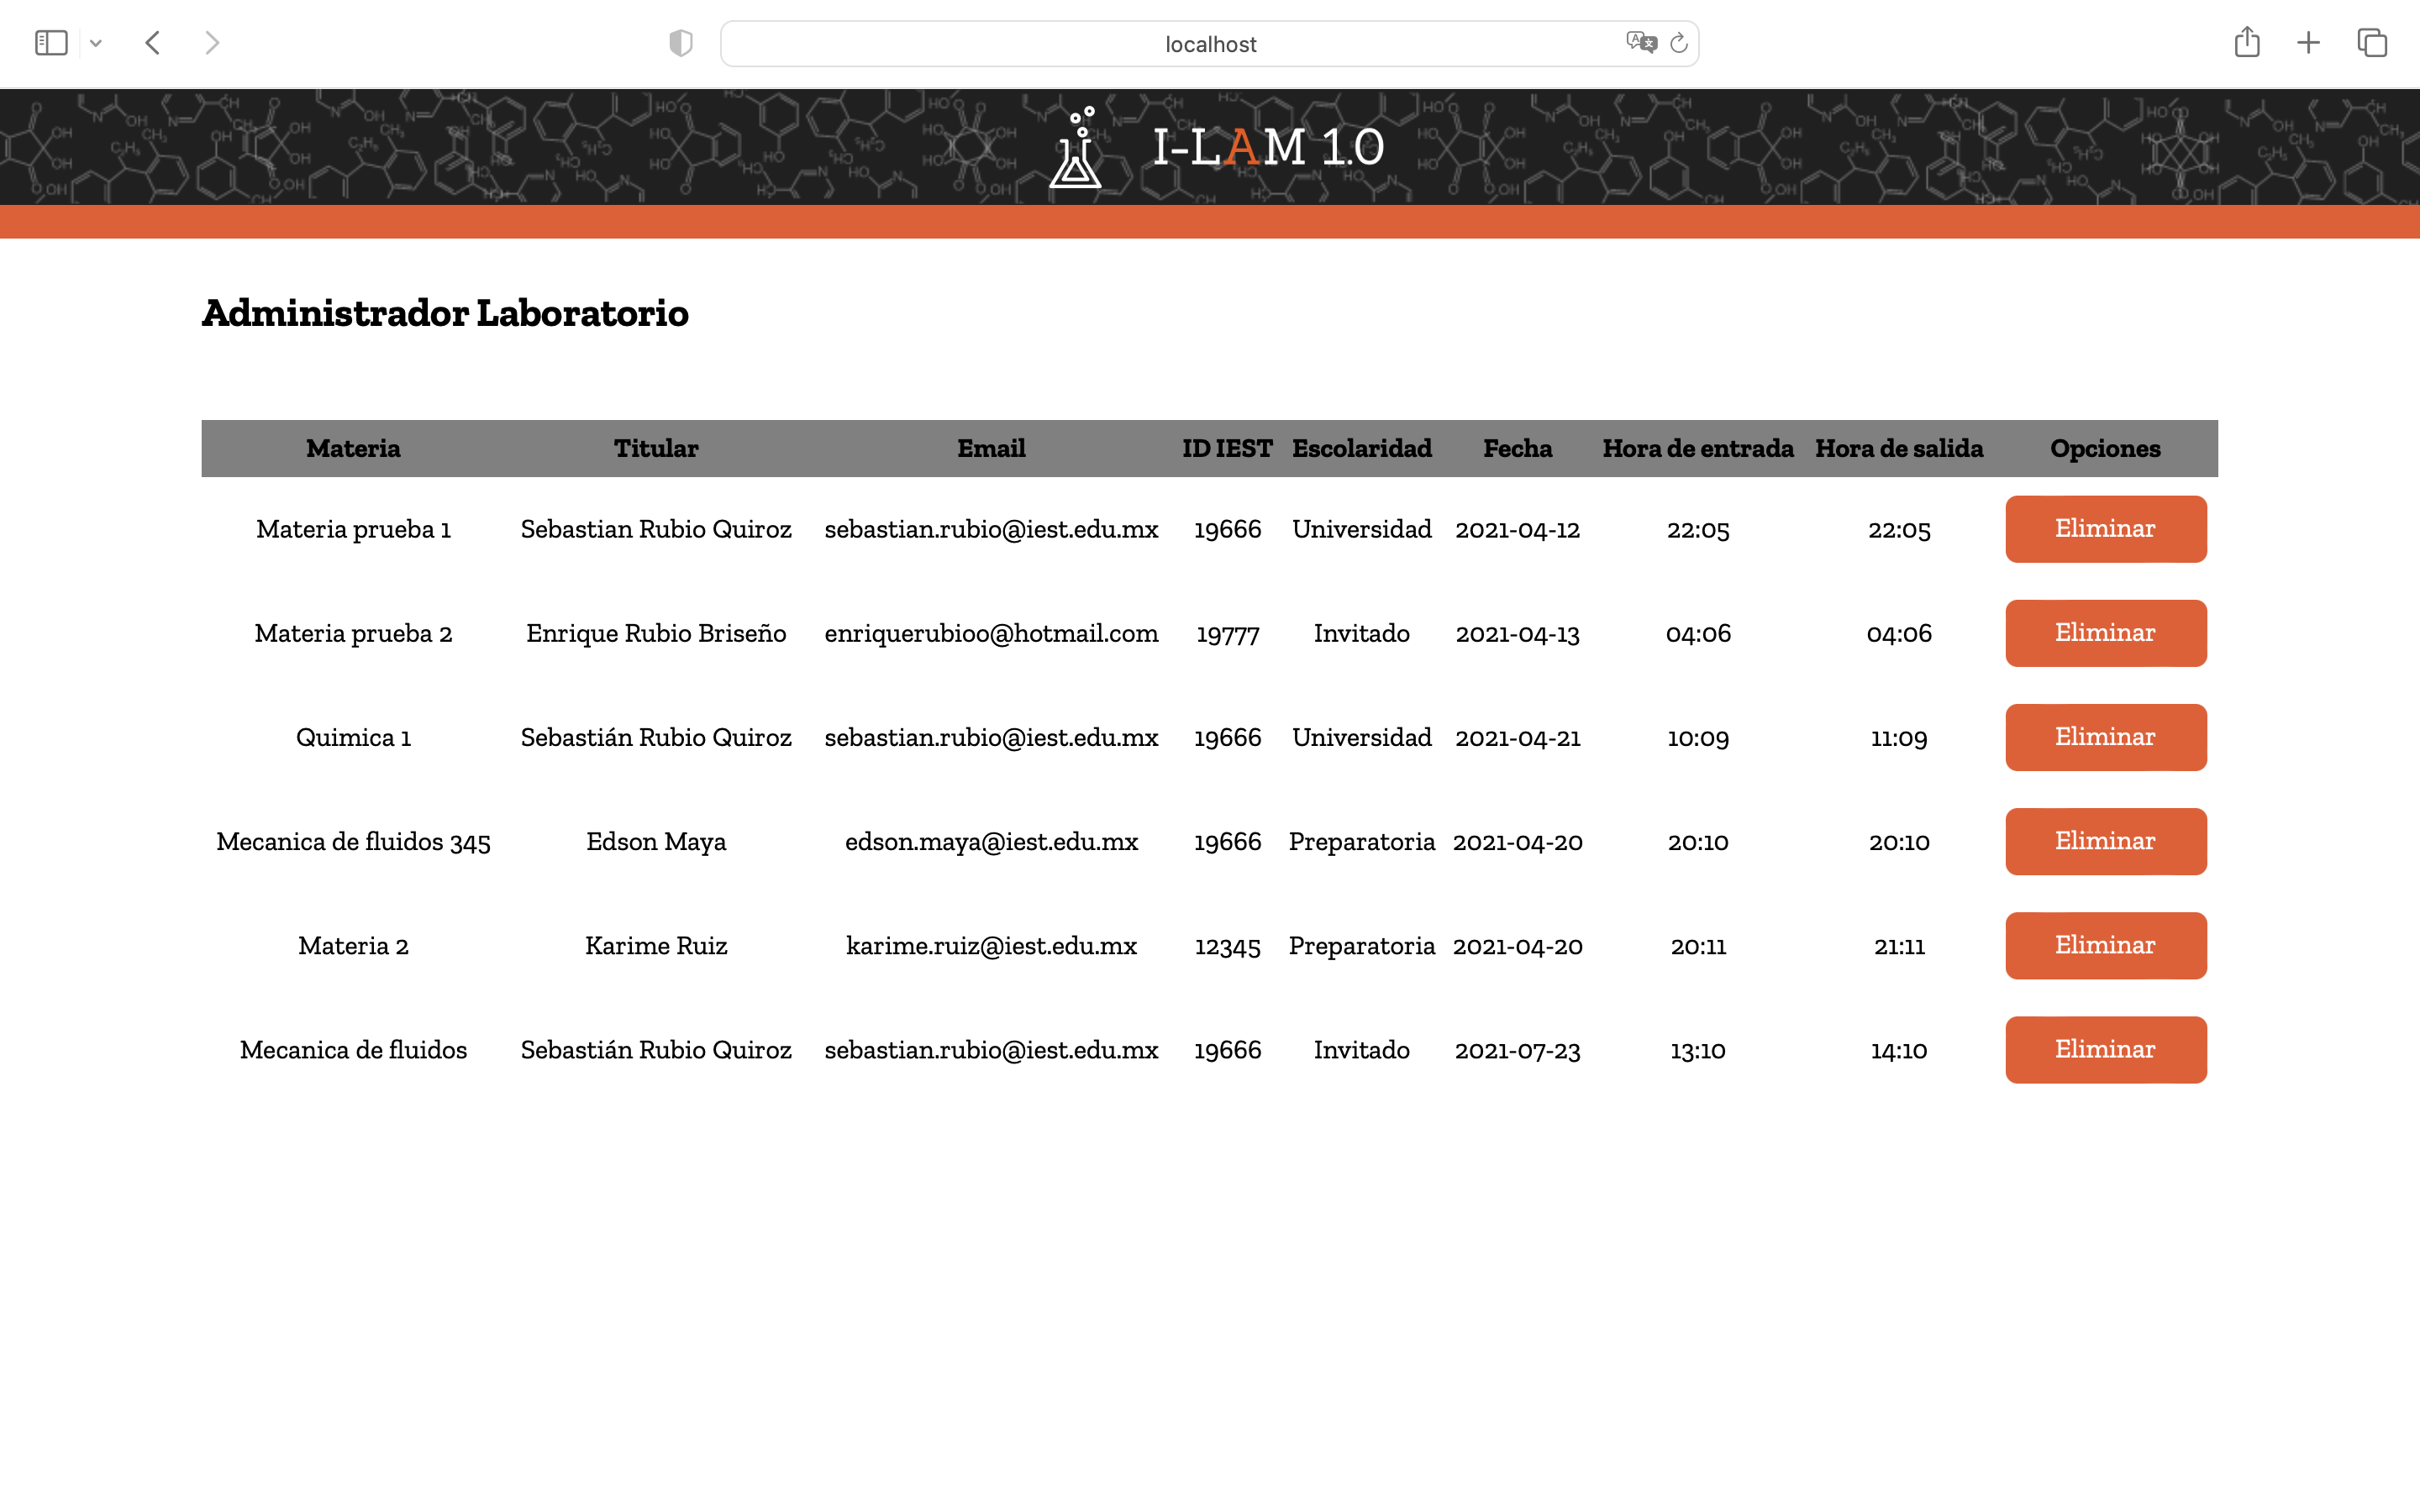 localhost
I-LAM 1.0
Administrador Laboratorio
Materia Titular Email ID IEST Escolaridad Fecha Hora de entrada Hora de salida Opciones
Materia prueba 1 Sebastian Rubio Quiroz sebastian.rubio@iest.edu.mx 19666 Universidad 2021-04-12 22:05 22:05 Eliminar
Materia prueba 2 Enrique Rubio Briseño enriquerubioo@hotmail.com 19777 Invitado 2021-04-13 04:06 04:06 Eliminar
Quimica 1 Sebastián Rubio Quiroz sebastian.rubio@iest.edu.mx 19666 Universidad 2021-04-21 10:09 11:09 Eliminar
Mecanica de fluidos 345 Edson Maya edson.maya@iest.edu.mx 19666 Preparatoria 2021-04-20 20:10 20:10 Eliminar
Materia 2 Karime Ruiz karime.ruiz@iest.edu.mx 12345 Preparatoria 2021-04-20 20:11 21:11 Eliminar
Mecanica de fluidos Sebastián Rubio Quiroz sebastian.rubio@iest.edu.mx 19666 Invitado 2021-07-23 13:10 14:10 Eliminar